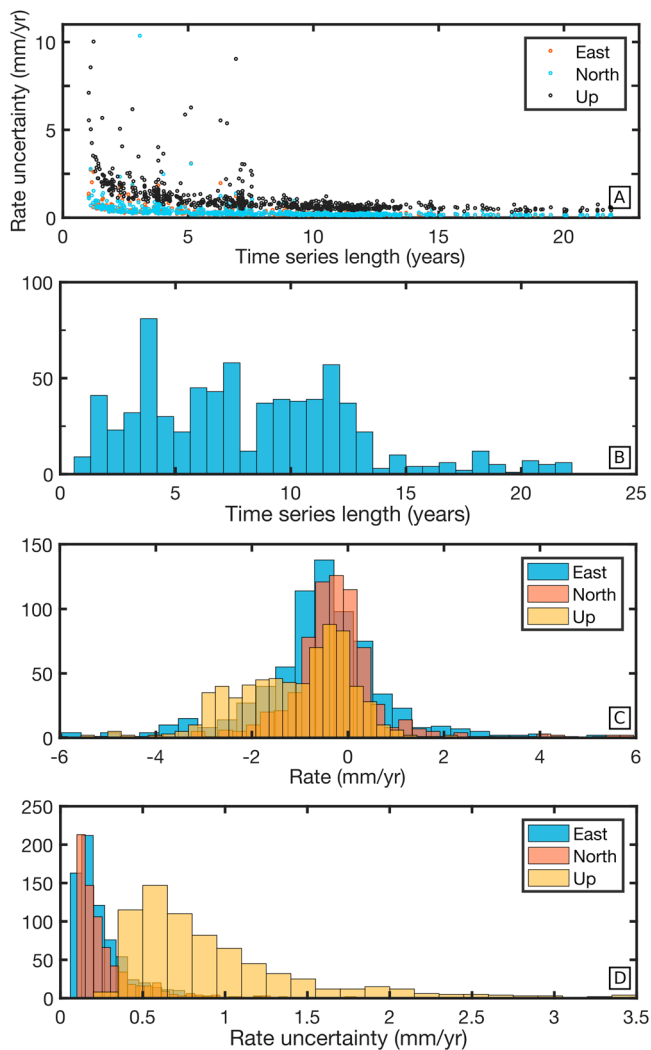 Rate uncertainty (mm/yr)
10
5
0
East
North
Up
A
0 5 10 15 20
Time series length (years)
100
50
0
B
0 5 10 15 20 25
Time series length (years)
150
100
50
0
East
North
Up
C
-6 -4 -2 0 2 4 6
Rate (mm/yr)
250
200
150
100
50
0
East
North
Up
D
0 0.5 1 1.5 2 2.5 3 3.5
Rate uncertainty (mm/yr)